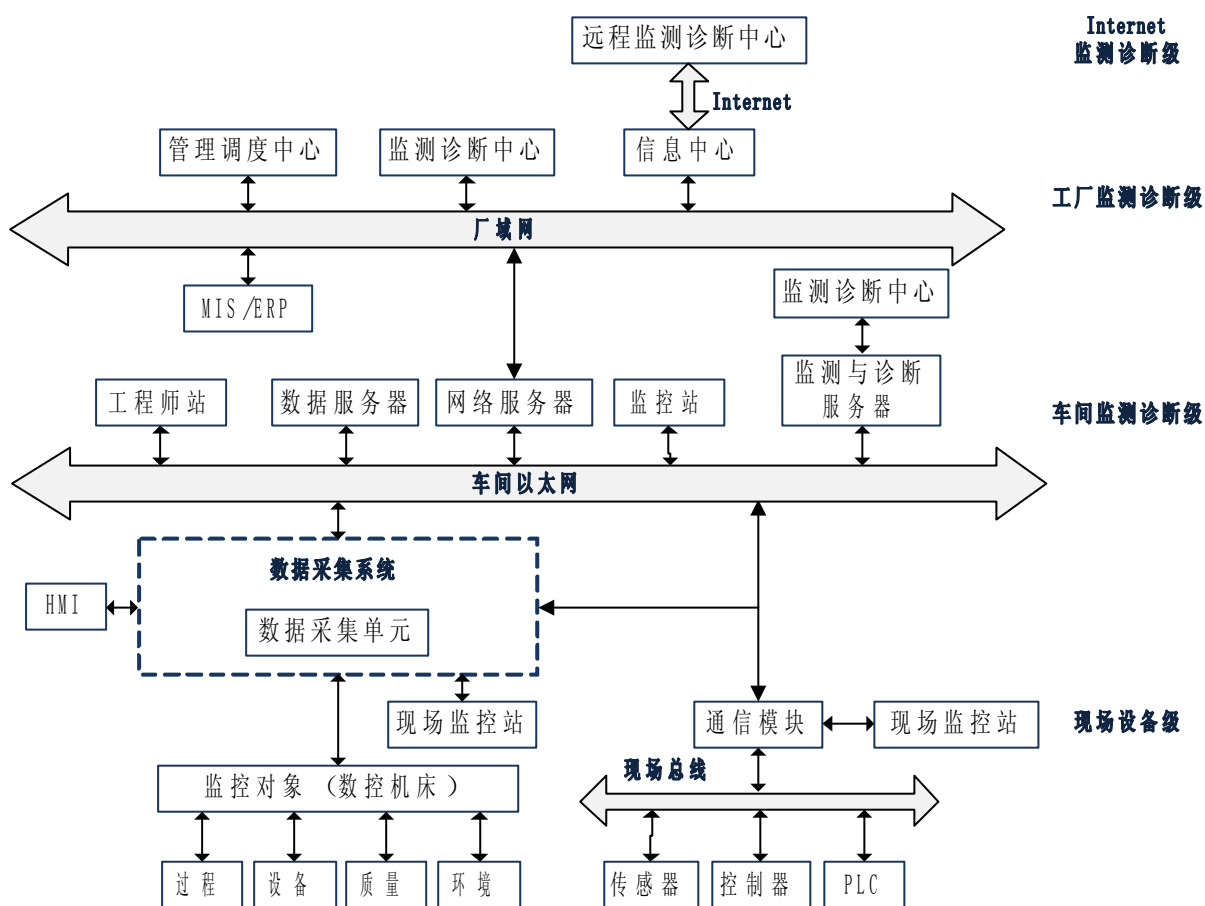 远程监测诊断中心
Internet
监测诊断级
Internet
管理调度中心
监测诊断中心
信息中心
工厂监测诊断级
厂域网
MIS/ERP
监测诊断中心
工程师站
数据服务器
网络服务器
监控站
监测与诊断
服务器
车间监测诊断级
车间以太网
数据采集系统
HMI
数据采集单元
现场监控站
通信模块
现场监控站
现场设备级
现场总线
监控对象（数控机床）
过程
设备
质量
环境
传感器
控制器
PLC